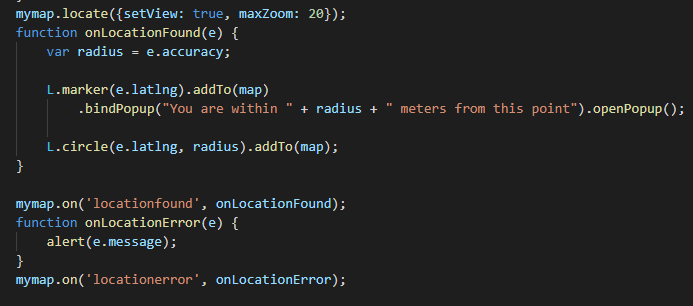 mymap.locate({setView: true, maxZoom: 20});
function onLocationFound(e) {
    var radius = e.accuracy;
    L.marker(e.latlng).addTo(map)
        .bindPopup("You are within " + radius + " meters from this point").openPopup();
    L.circle(e.latlng, radius).addTo(map);
}
mymap.on('locationfound', onLocationFound);
function onLocationError(e) {
    alert(e.message);
}
mymap.on('locationerror', onLocationError);